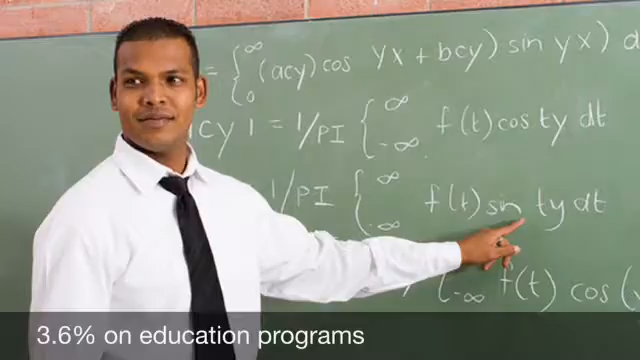 = { ∞ 0 (acy) cos yx + bcy) sin yx) d
cy 1 = 1/PI { ∞ -∞ f(t) cos ty dt
1/PI { ∞ -∞ f(t) sin ty dt
-∞ f(t) cos (
3.6% on education programs